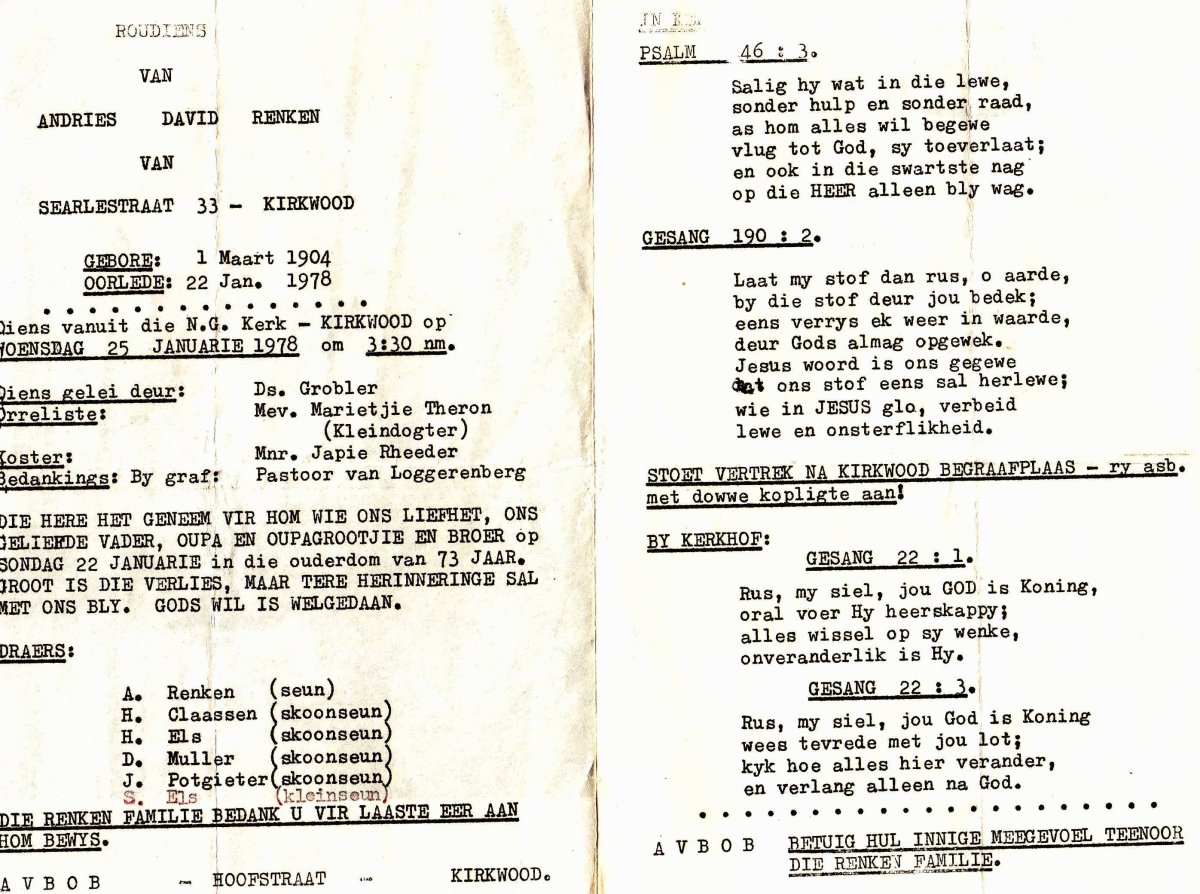 ROUDIENS
VAN
ANDRIES DAVID RENKEN
VAN
SEARLESTRAAT 33 - KIRKWOOD
GEBORE: 1 Maart 1904
OORLEDE: 22 Jan. 1978
. . . . . . . . . . . . . . .
Diens vanuit die N.G. Kerk - KIRKWOOD op
WOENSDAG 25 JANUARIE 1978 om 3:30 nm.
Diens gelei deur: Ds. Grobler
Orreliste: Mev. Marietjie Theron
(Kleindogter)
Koster: Mnr. Japie Rheeder
Bedankings: By graf: Pastoor van Loggerenberg
DIE HERE HET GENEEM VIR HOM WIE ONS LIEFHET, ONS
GELIEFDE VADER, OUPA EN OUPAGROOTJIE EN BROER op
SONDAG 22 JANUARIE in die ouderdom van 73 JAAR.
GROOT IS DIE VERLIES, MAAR TERE HERINNERINGE SAL
MET ONS BLY. GODS WIL IS WELGEDAAN.
DRAERS:
A. Renken (seun)
H. Claassen (skoonseun)
H. Els (skoonseun)
D. Muller (skoonseun)
J. Potgieter (skoonseun)
S. Els (kleinseun)
DIE RENKEN FAMILIE BEDANK U VIR LAASTE EER AAN
HOM BEWYS.
A V B O B - HOOFSTRAAT - KIRKWOOD.
IN KER
PSALM 46 : 3.
Salig hy wat in die lewe,
sonder hulp en sonder raad,
as hom alles wil begewe
vlug tot God, sy toeverlaat;
en ook in die swartste nag
op die HEER alleen bly wag.
GESANG 190 : 2.
Laat my stof dan rus, o aarde,
by die stof deur jou bedek;
eens verrys ek weer in waarde,
deur Gods almag opgewek.
Jesus woord is ons gegewe
dat ons stof eens sal herlewe;
wie in JESUS glo, verbeid
lewe en onsterflikheid.
STOET VERTREK NA KIRKWOOD BEGRAAFPLAAS - ry asb.
met dowwe kopligte aan!
BY KERKHOF:
GESANG 22 : 1.
Rus, my siel, jou GOD is Koning,
oral voer Hy heerskappy;
alles wissel op sy wenke,
onveranderlik is Hy.
GESANG 22 : 3.
Rus, my siel, jou God is Koning
wees tevrede met jou lot;
kyk hoe alles hier verander,
en verlang alleen na God.
. . . . . . . . . . . . . . . . . . .
A V B O B BETUIG HUL INNIGE MEEGEVOEL TEENOOR
DIE RENKEN FAMILIE.